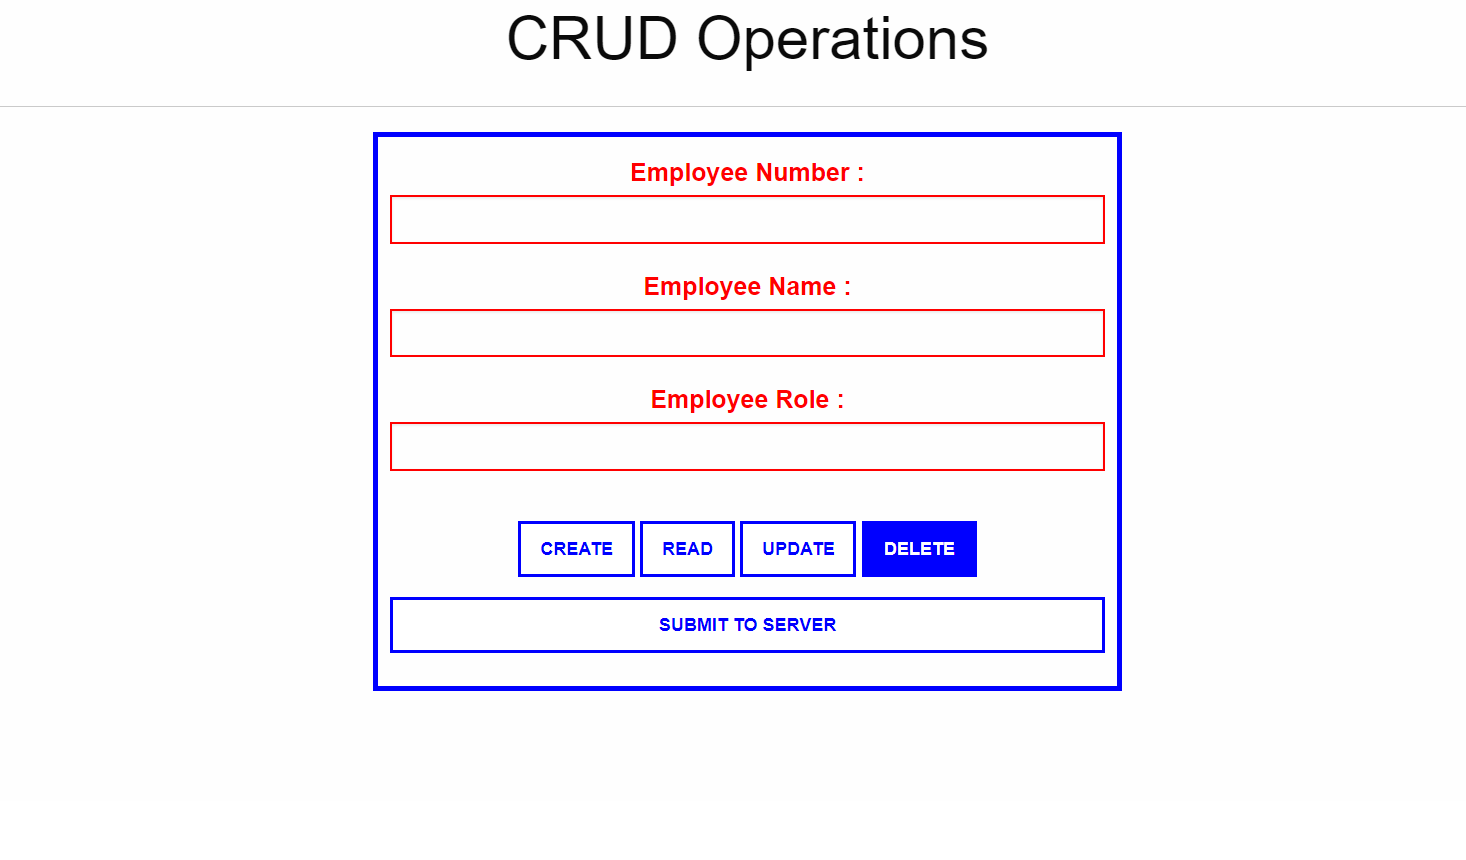 CRUD Operations
Employee Number :
Employee Name :
Employee Role :
CREATE READ UPDATE DELETE
SUBMIT TO SERVER